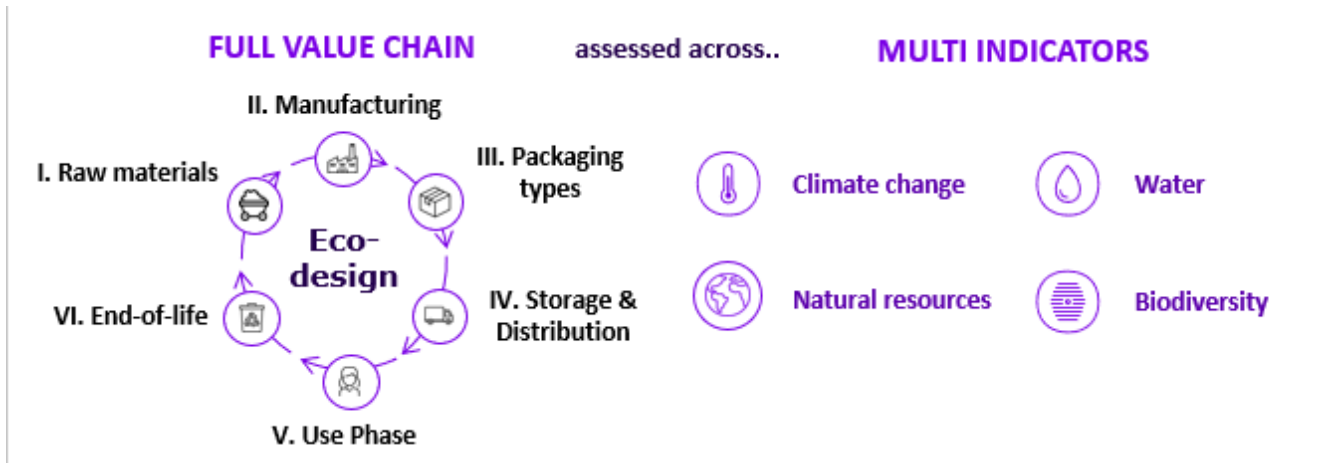 FULL VALUE CHAIN assessed across.. MULTI INDICATORS
II. Manufacturing
I. Raw materials
III. Packaging
types
Eco-
design
VI. End-of-life
IV. Storage &
Distribution
V. Use Phase
Climate change
Water
Natural resources
Biodiversity